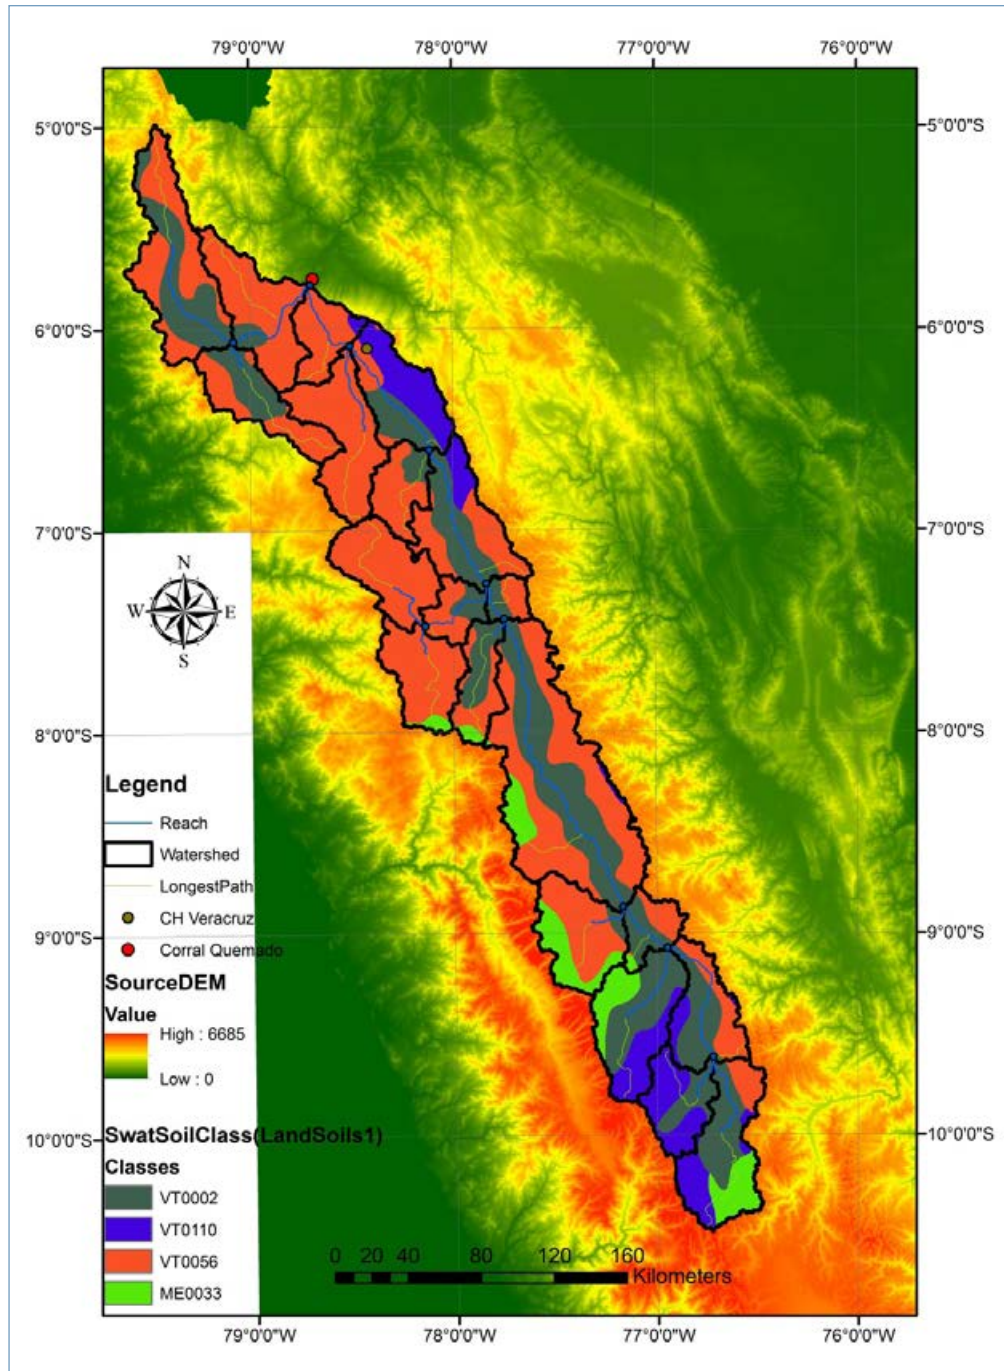 79°0'0"W 78°0'0"W 77°0'0"W 76°0'0"W
5°0'0"S 5°0'0"S
6°0'0"S 6°0'0"S
7°0'0"S 7°0'0"S
N
W E
S
8°0'0"S 8°0'0"S
Legend
Reach
Watershed
LongestPath
CH Veracruz
9°0'0"S 9°0'0"S
Corral Quemado
SourceDEM
Value
High : 6685
Low : 0
SwatSoilClass(LandSoils1)
10°0'0"S 10°0'0"S
Classes
VT0002
VT0110
VT0056
ME0033
0 20 40 80 120 160
Kilometers
79°0'0"W 78°0'0"W 77°0'0"W 76°0'0"W